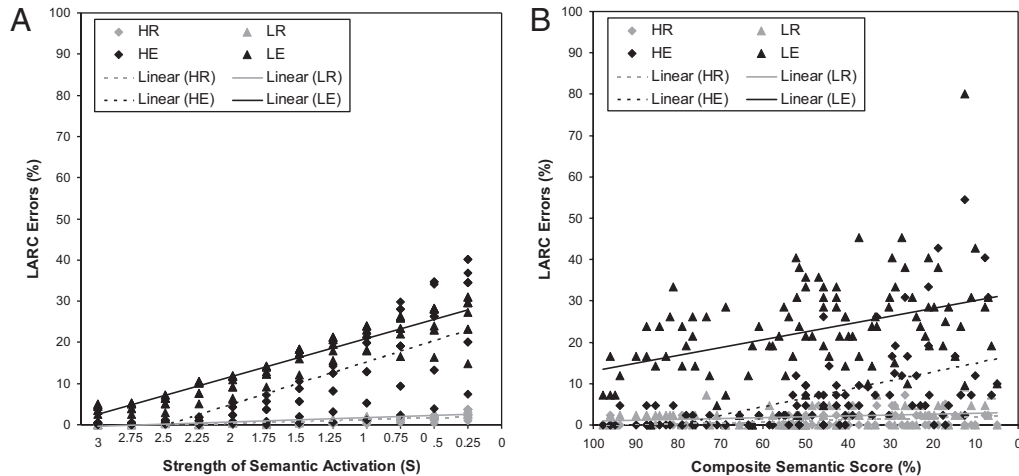 A
LARC Errors (%)
100
90
80
70
60
50
40
30
20
10
0
HR LR
HE LE
Linear (HR) Linear (LR)
Linear (HE) Linear (LE)
3 2.75 2.5 2.25 2 1.75 1.5 1.25 1 0.75 0 .5 0.25 0
Strength of Semantic Activation (S)
B
LARC Errors (%)
100
90
80
70
60
50
40
30
20
10
0
HR LR
HE LE
Linear (HR) Linear (LR)
Linear (HE) Linear (LE)
100 90 80 70 60 50 40 30 20 10 0
Composite Semantic Score (%)